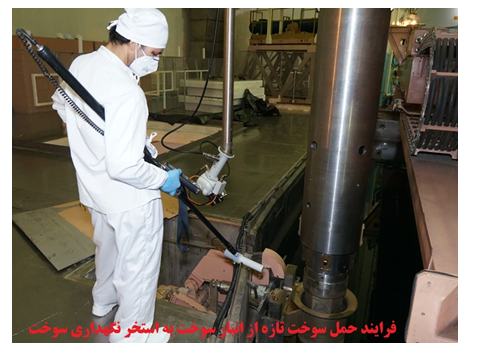 فرایند حمل سوخت تازه از انبار سوخت به استخر نگهداری سوخت